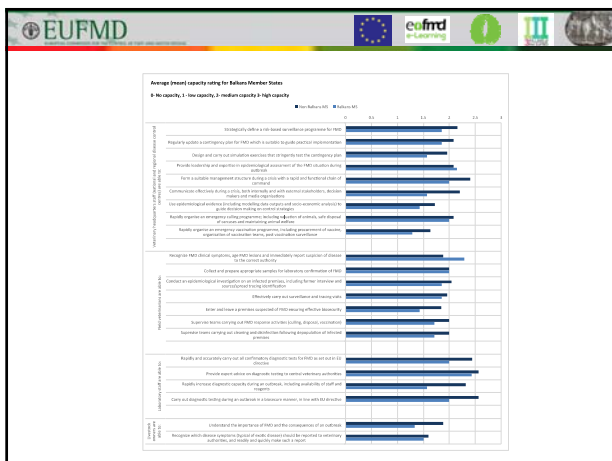 EUFMD
eofmd
e-Learning
Average (mean) capacity rating for Balkans Member States
0- No capacity, 1 - low capacity, 2- medium capacity 3- high capacity
Non Balkans MS Balkans MS
0 0.5 1 1.5 2 2.5 3
Strategically define a risk-based surveillance programme for FMD
Regularly update a contingency plan for FMD which is suitable to guide practical implementation
Design and carry out simulation exercises that stringently test the contingency plan
Provide leadership and expertise in epidemiological assessment of the FMD situation during
outbreak
Form a suitable management structure during a crisis with a rapid and functional chain of
command
Communicate effectively during a crisis, both internally and with external stakeholders, decision
makers and media organisations
Use epidemiological evidence (including modelling data outputs and socio-economic analysis) to
guide decision making on control strategies
Rapidly organise an emergency culling programme, including valuation of animals, safe disposal
of carcases and maintaining animal welfare
Rapidly organise an emergency vaccination programme, including procurement of vaccine,
organisation of vaccination teams, post vaccination surveillance
Recognise FMD clinical symptoms, age FMD lesions and immediately report suspicion of disease
to the correct authority
Collect and prepare appropriate samples for laboratory confirmation of FMD
Conduct an epidemiological investigation on an infected premises, including farmer interview and
source/spread tracing identification
Effectively carry out surveillance and tracing visits
Enter and leave a premises suspected of FMD ensuring effective biosecurity
Supervise teams carrying out FMD response activities (culling, disposal, vaccination)
Supervise teams carrying out cleaning and disinfection following depopulation of infected
premises
Rapidly and accurately carry out all confirmatory diagnostic tests for FMD as set out in EU
directive
Provide expert advice on diagnostic testing to central veterinary authorities
Rapidly increase diagnostic capacity during an outbreak, including availability of staff and
reagents
Carry out diagnostic testing during an outbreak in a biosecure manner, in line with EU directive
Understand the importance of FMD and the consequences of an outbreak
Recognise which disease symptoms (typical of exotic disease) should be reported to veterinary
authorities, and readily and quickly make such a report
Field veterinarians are able to:
Laboratory staff are able to: